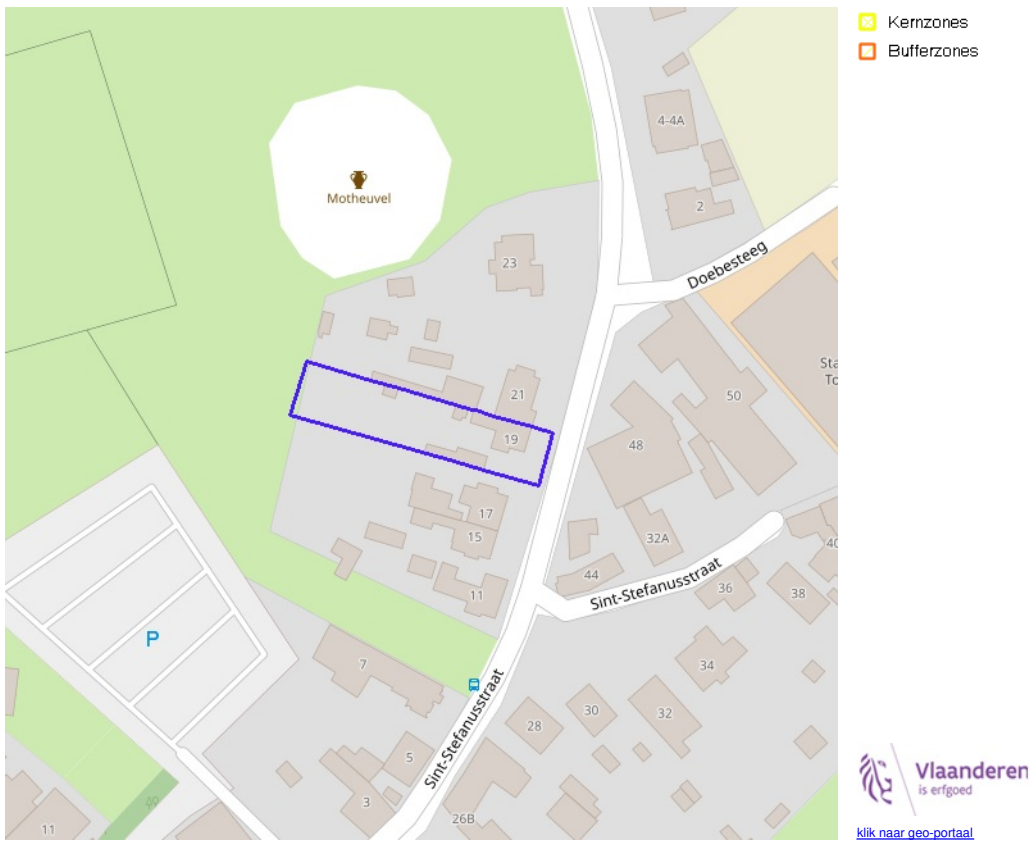 Kernzones
Bufferzones
4-4A
Motheuvel
2
23
Doebesteeg
21
50
19
48
17
15
32A
40
44
Sint-Stefanusstraat
36
38
11
P
7
34
30
32
28
Sint-Stefanusstraat
5
3
26B
11
Vlaanderen
is erfgoed
klik naar geo-portaal